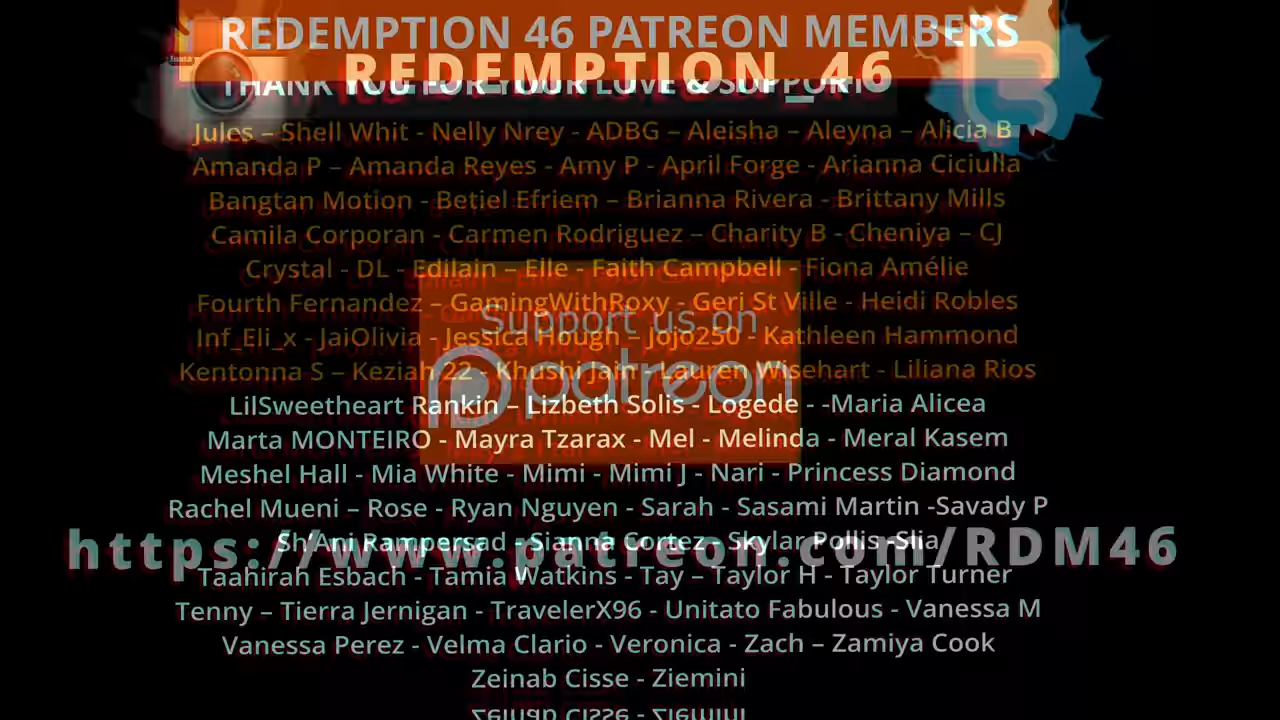 REDEMPTION 46 PATREON MEMBERS
REDEMPTION_46
THANK YOU FOR YOUR LOVE & SUPPORT
Jules – Shell Whit - Nelly Nrey - ADBG – Aleisha – Aleyna – Alicia B
Amanda P – Amanda Reyes - Amy P - April Forge - Arianna Ciciulla
Bangtan Motion - Betiel Efriem – Brianna Rivera - Brittany Mills
Camila Corporan - Carmen Rodriguez – Charity B - Cheniya – CJ
Crystal - DL - Edilain – Elle - Faith Campbell - Fiona Amélie
Fourth Fernandez – GamingWithRoxy - Geri St Ville - Heidi Robles
Support us on
Inf_Eli_x - JaiOlivia - Jessica Hough – Jojo250 - Kathleen Hammond
Kentonna S – Keziah 22 - Khushi Jain - Lauren Wisehart - Liliana Rios
patreon
LilSweetheart Rankin – Lizbeth Solis - Logede - -Maria Alicea
Marta MONTEIRO - Mayra Tzarax - Mel - Melinda - Meral Kasem
Meshel Hall - Mia White - Mimi - Mimi J - Nari - Princess Diamond
Rachel Mueni – Rose - Ryan Nguyen - Sarah - Sasami Martin -Savady P
Sh'Ani Rampersad - Sianna Cortez - Skylar Pollis -Slia
https://www.patreon.com/RDM46
Taahirah Esbach - Tamia Watkins - Tay – Taylor H - Taylor Turner
Tenny – Tierra Jernigan - TravelerX96 - Unitato Fabulous - Vanessa M
Vanessa Perez - Velma Clario - Veronica - Zach – Zamiya Cook
Zeinab Cisse - Ziemini